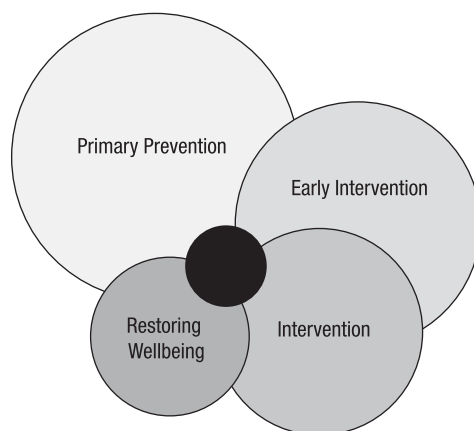 Primary Prevention
Early Intervention
Restoring
Wellbeing
Intervention